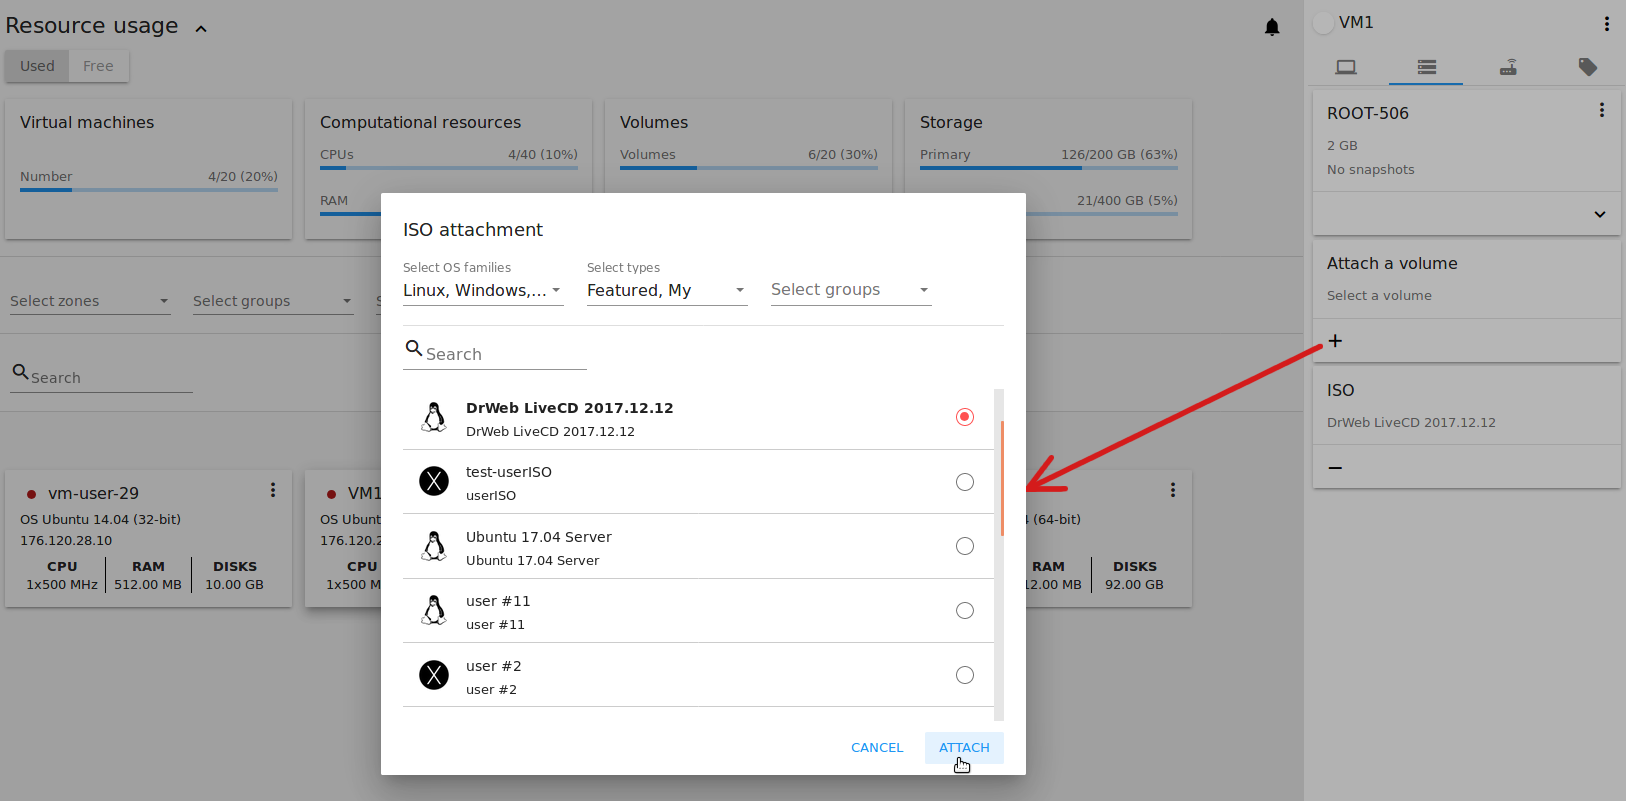 Resource usage
Used
Free
Virtual machines
Number 4/20 (20%)
Computational resources
CPUs 4/40 (10%)
RAM
Volumes
Volumes 6/20 (30%)
Storage
Primary 126/200 GB (63%)
21/400 GB (5%)
Select zones
Select groups
Search
vm-user-29
OS Ubuntu 14.04 (32-bit)
176.120.28.10
CPU RAM DISKS
1x500 MHz 512.00 MB 10.00 GB
VM1
OS Ubunt
176.120.2
CPU
1x500 M
(64-bit)
RAM DISKS
12.00 MB 92.00 GB
ISO attachment
Select OS families
Linux, Windows,...
Select types
Featured, My
Select groups
Search
DrWeb LiveCD 2017.12.12
DrWeb LiveCD 2017.12.12
test-userISO
userISO
Ubuntu 17.04 Server
Ubuntu 17.04 Server
user #11
user #11
user #2
user #2
CANCEL
ATTACH
VM1
ROOT-506
2 GB
No snapshots
Attach a volume
Select a volume
ISO
DrWeb LiveCD 2017.12.12